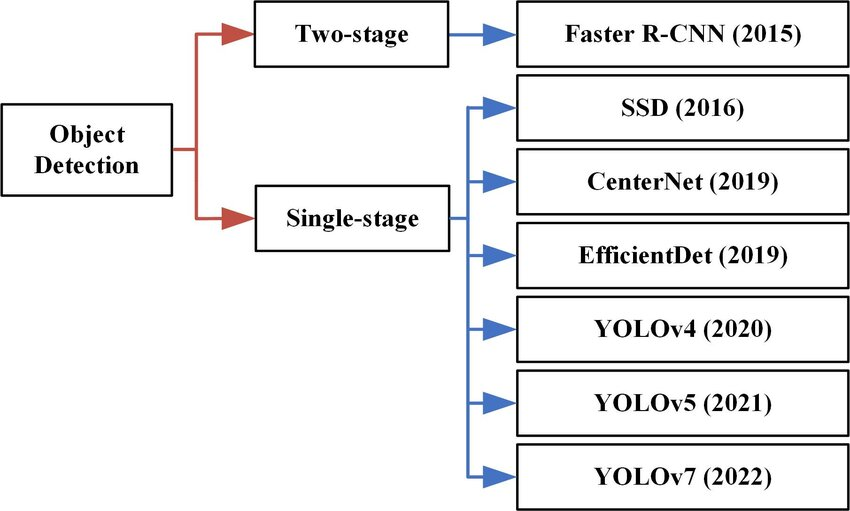 Two-stage
Faster R-CNN (2015)
Object
Detection
Single-stage
SSD (2016)
CenterNet (2019)
EfficientDet (2019)
YOLOv4 (2020)
YOLOv5 (2021)
YOLOv7 (2022)